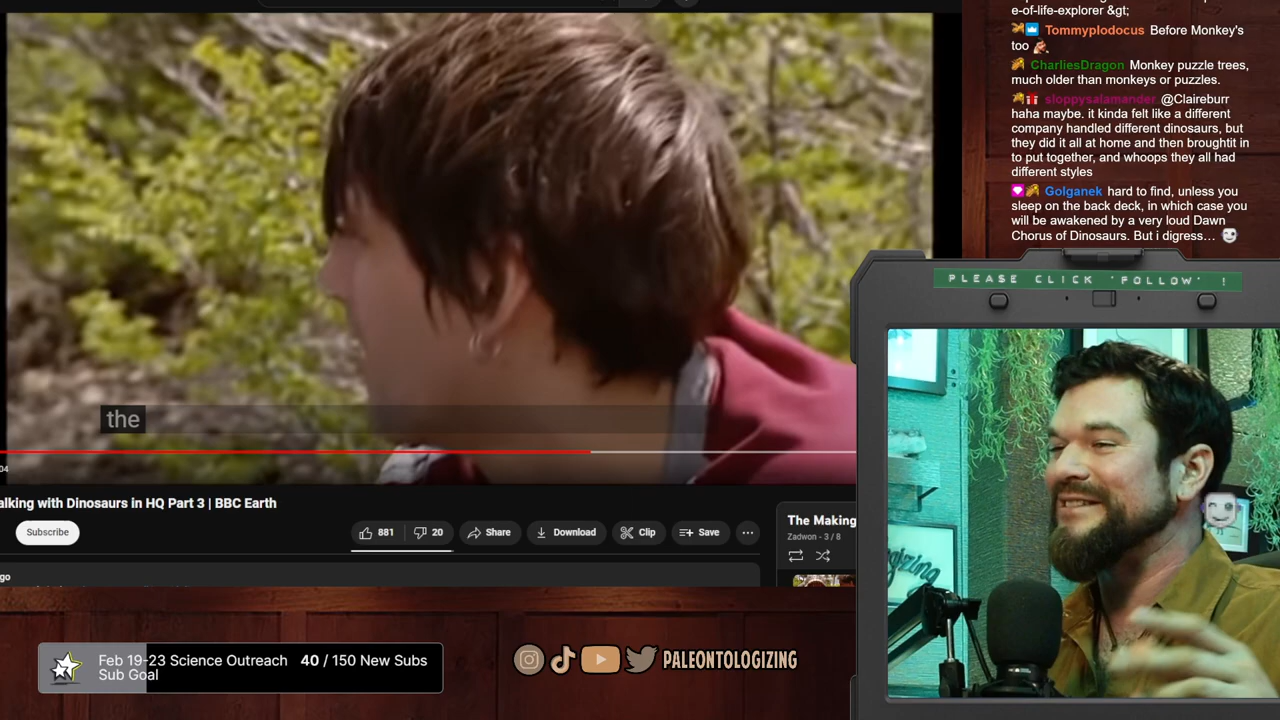 e-of-life-explorer &gt;
Tommyplodocus Before Monkey's
too
CharliesDragon Monkey puzzle trees,
much older than monkeys or puzzles.
sloppysalamander @Claireburr
haha maybe. it kinda felt like a different
company handled different dinosaurs, but
they did it all at home and then broughtit in
to put together, and whoops they all had
different styles
Golganek hard to find, unless you
sleep on the back deck, in which case you
will be awakened by a very loud Dawn
Chorus of Dinosaurs. But i digress...
PLEASE CLICK 'FOLLOW' !
the
04
alking with Dinosaurs in HQ Part 3 | BBC Earth
Subscribe
881
20
Share
Download
Clip
Save
The Making
Zadwon - 3 / 8
go
Feb 19-23 Science Outreach 40 / 150 New Subs
Sub Goal
PALEONTOLOGIZING